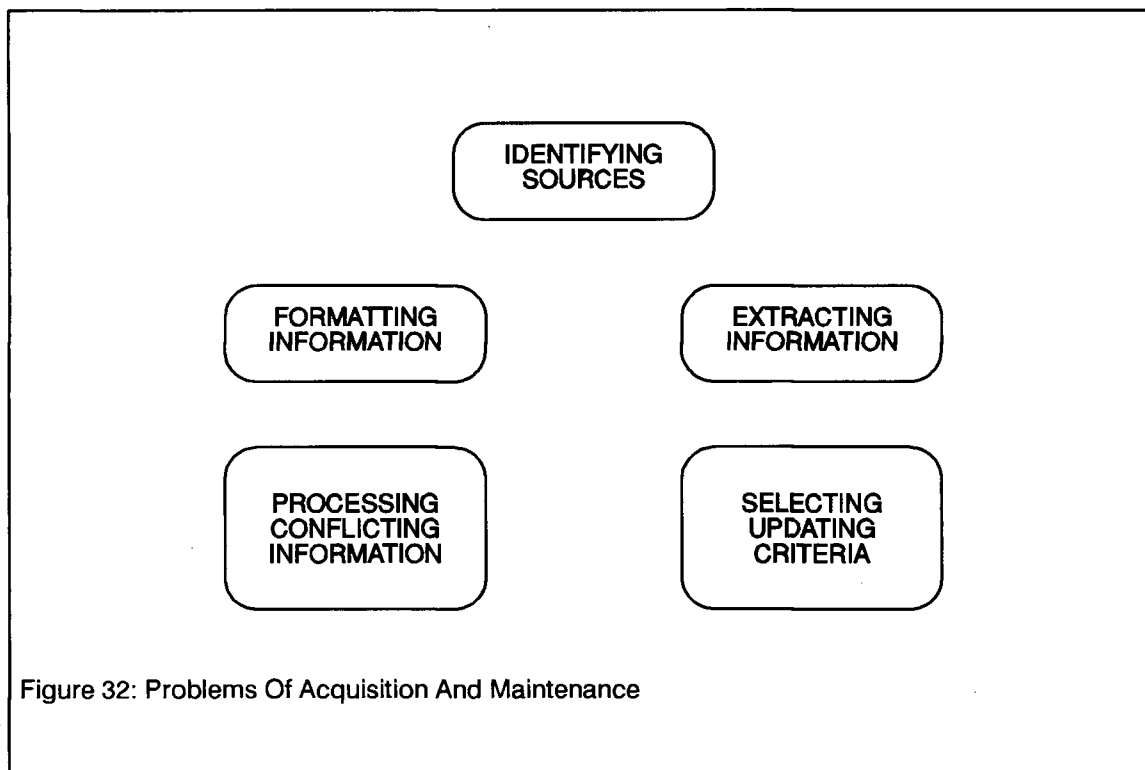 IDENTIFYING
SOURCES
FORMATTING
INFORMATION
EXTRACTING
INFORMATION
PROCESSING
CONFLICTING
INFORMATION
SELECTING
UPDATING
CRITERIA
Figure 32: Problems Of Acquisition And Maintenance